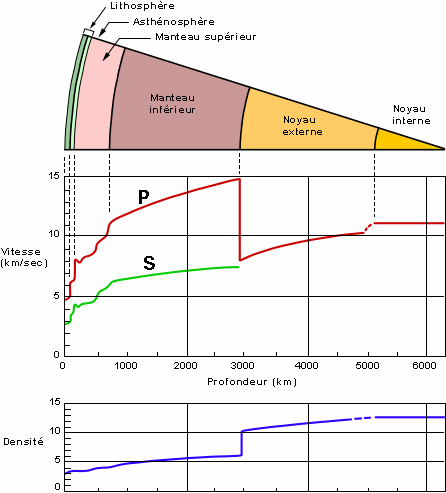 Lithosphère
Asthénosphère
Manteau supérieur
Manteau
inférieur
Noyau
externe
Noyau
interne
15
P
10
Vitesse
(km/sec)
S
5
0
0 1000 2000 3000 4000 5000 6000
Profondeur (km)
15
10
Densité
5
0